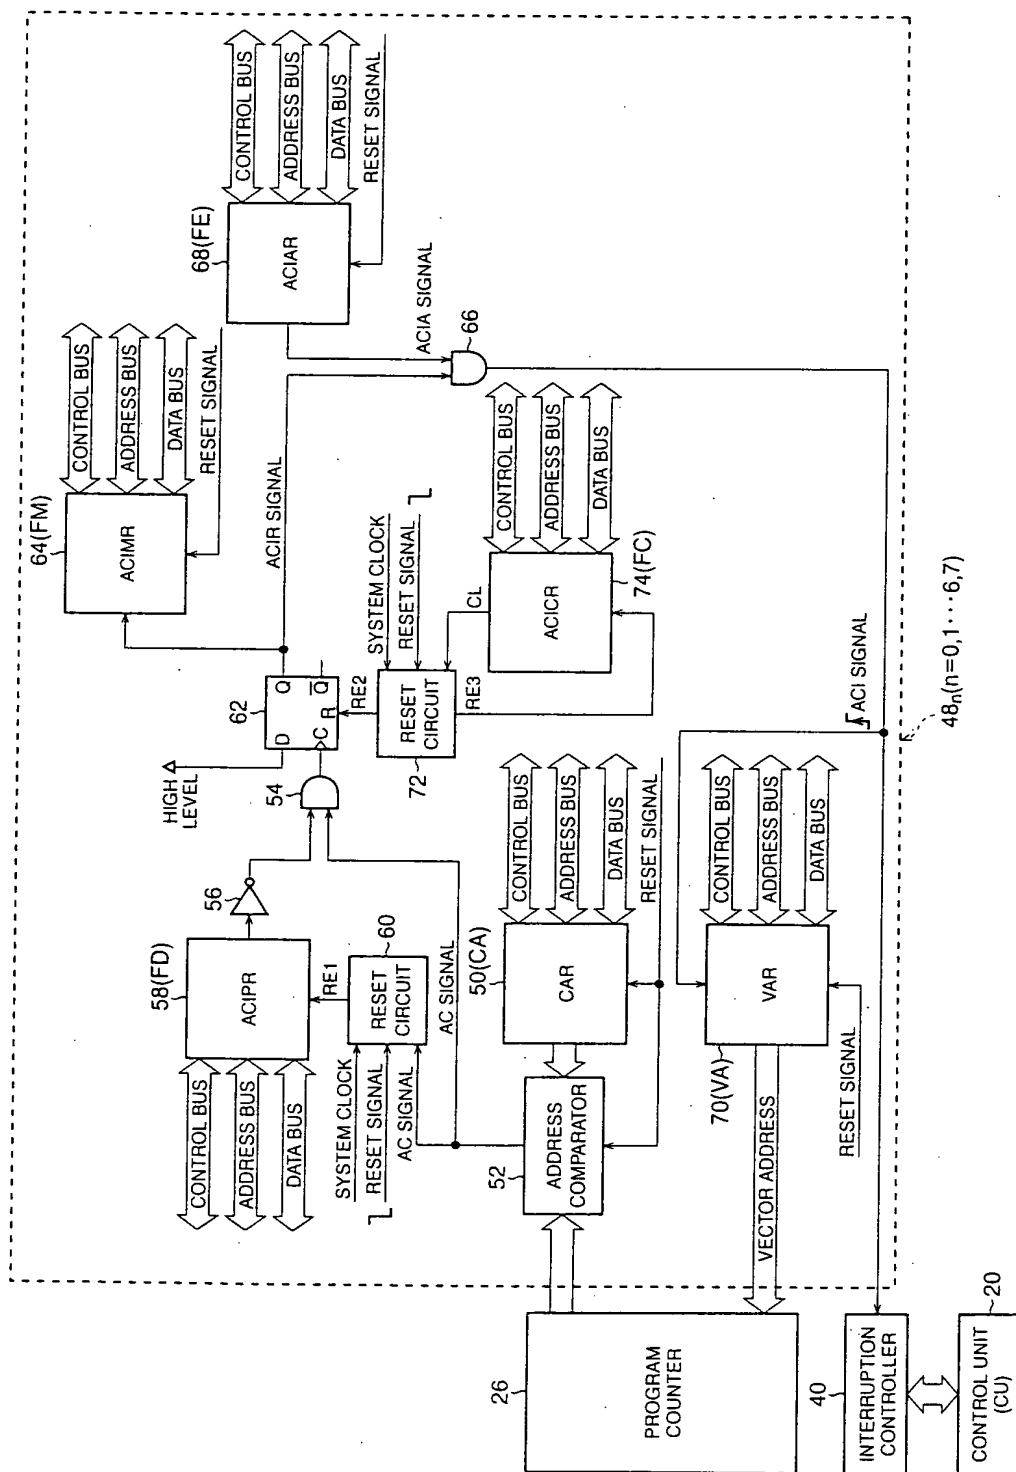 26
PROGRAM
COUNTER
40
INTERRUPTION
CONTROLLER
20
CONTROL UNIT
(CU)
CONTROL BUS
ADDRESS BUS
DATA BUS
58(FD)
ACIPR
56
RE1
SYSTEM CLOCK
RESET SIGNAL
AC SIGNAL
60
RESET
CIRCUIT
AC SIGNAL
52
ADDRESS
COMPARATOR
50(CA)
CAR
CONTROL BUS
ADDRESS BUS
DATA BUS
RESET SIGNAL
VECTOR ADDRESS
70(VA)
VAR
RESET SIGNAL
CONTROL BUS
ADDRESS BUS
DATA BUS
ACI SIGNAL
48n(n=0,1···6,7)
HIGH
LEVEL
54
62
D
Q
C
R
Q
RE2
72
RESET
CIRCUIT
RE3
SYSTEM CLOCK
RESET SIGNAL
CL
ACICR
74(FC)
CONTROL BUS
ADDRESS BUS
DATA BUS
64(FM)
ACIMR
CONTROL BUS
ADDRESS BUS
DATA BUS
RESET SIGNAL
ACIR SIGNAL
68(FE)
ACIAR
CONTROL BUS
ADDRESS BUS
DATA BUS
RESET SIGNAL
ACIA SIGNAL
66